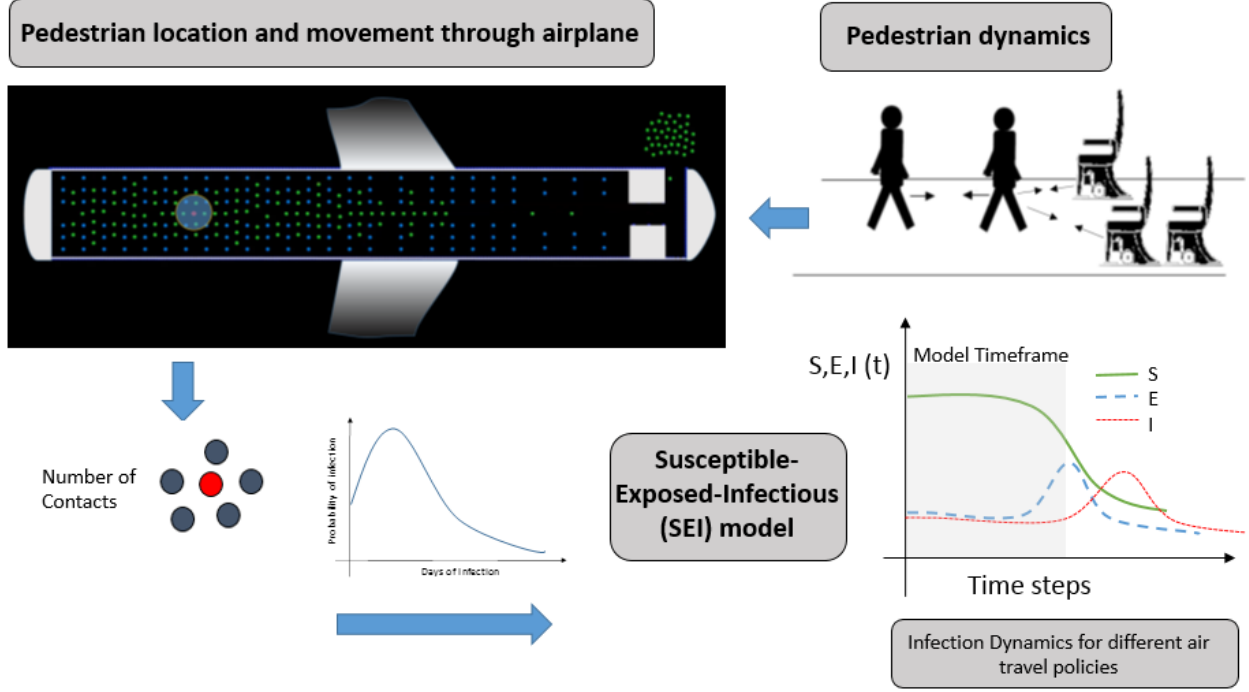 Pedestrian location and movement through airplane
Pedestrian dynamics
Number of
Contacts
Probability of infection
Days of Infection
Susceptible-
Exposed-Infectious
(SEI) model
S,E,I (t)
Model Timeframe
S
E
I
Time steps
Infection Dynamics for different air
travel policies